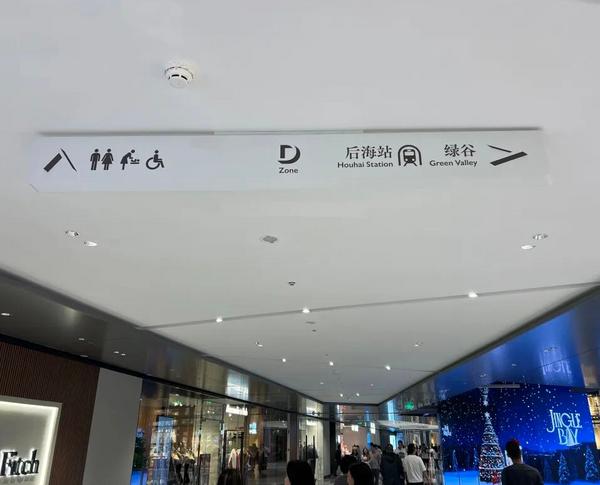 D
Zone
后海站
Houhai Station
绿谷
Green Valley
Fitch
JINGLE
BAY